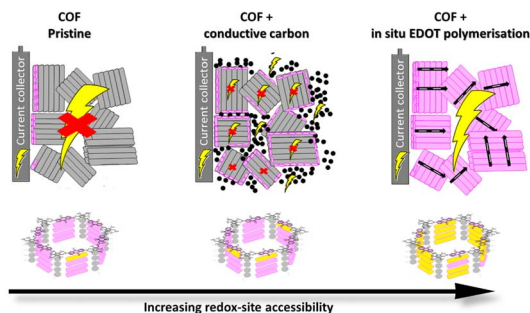 COF
Pristine
COF +
conductive carbon
COF +
in situ EDOT polymerisation
Current collector
Current collector
Current collector
Increasing redox-site accessibility